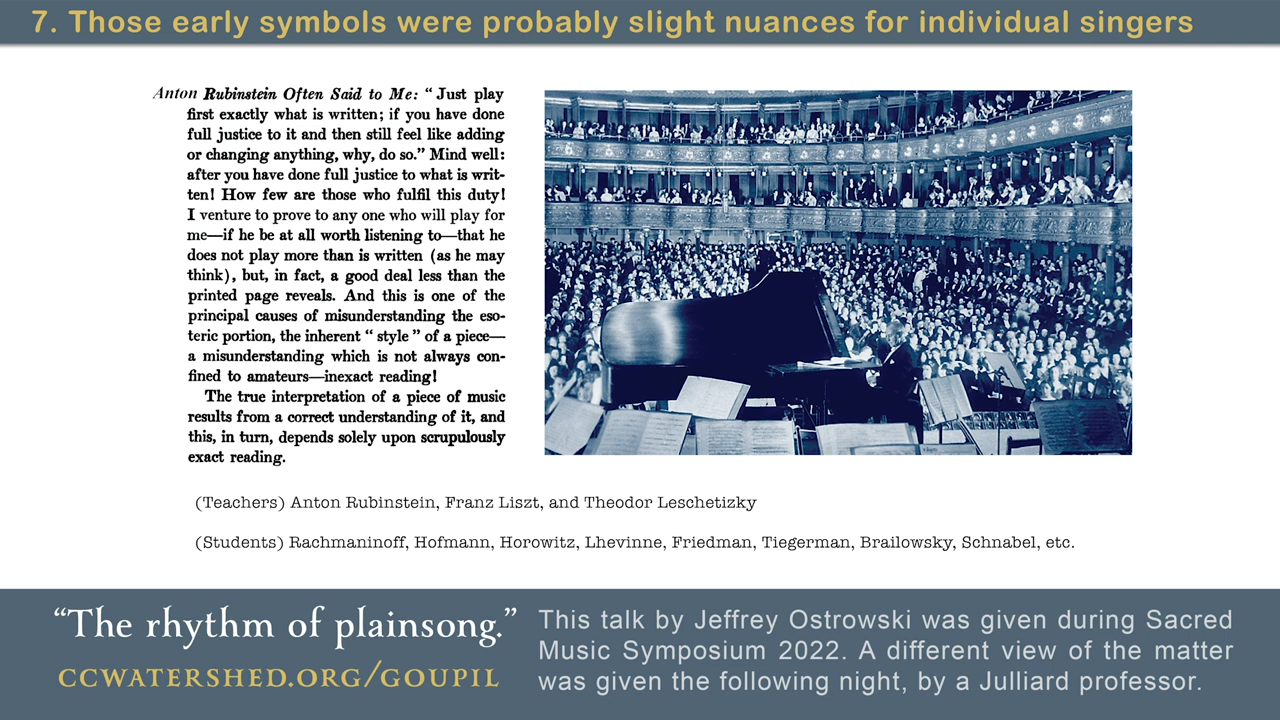 7. Those early symbols were probably slight nuances for individual singers
Anton Rubinstein Often Said to Me: “ Just play
first exactly what is written; if you have done
full justice to it and then still feel like adding
or changing anything, why, do so.” Mind well:
after you have done full justice to what is writ-
ten! How few are those who fulfil this duty!
I venture to prove to any one who will play for
me—if he be at all worth listening to—that he
does not play more than is written (as he may
think), but, in fact, a good deal less than the
printed page reveals. And this is one of the
principal causes of misunderstanding the eso-
teric portion, the inherent “ style ” of a piece—
a misunderstanding which is not always con-
fined to amateurs—inexact reading!
The true interpretation of a piece of music
results from a correct understanding of it, and
this, in turn, depends solely upon scrupulously
exact reading.
(Teachers) Anton Rubinstein, Franz Liszt, and Theodor Leschetizky
(Students) Rachmaninoff, Hofmann, Horowitz, Lhevinne, Friedman, Tiegerman, Brailowsky, Schnabel, etc.
“The rhythm of plainsong.”
CCWATERSHED.ORG/GOUPIL
This talk by Jeffrey Ostrowski was given during Sacred
Music Symposium 2022. A different view of the matter
was given the following night, by a Julliard professor.